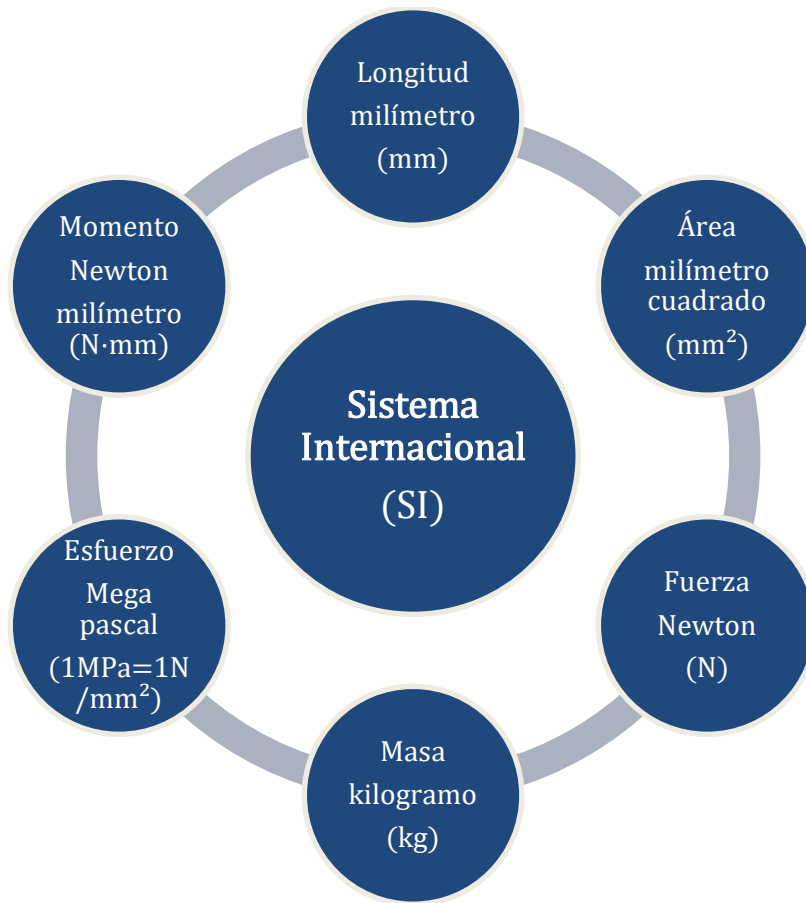 Longitud
milímetro
(mm)
Área
milímetro
cuadrado
(mm²)
Fuerza
Newton
(N)
Masa
kilogramo
(kg)
Esfuerzo
Mega
pascal
(1MPa=1N
/mm²)
Momento
Newton
milímetro
(N·mm)
Sistema
Internacional
(SI)